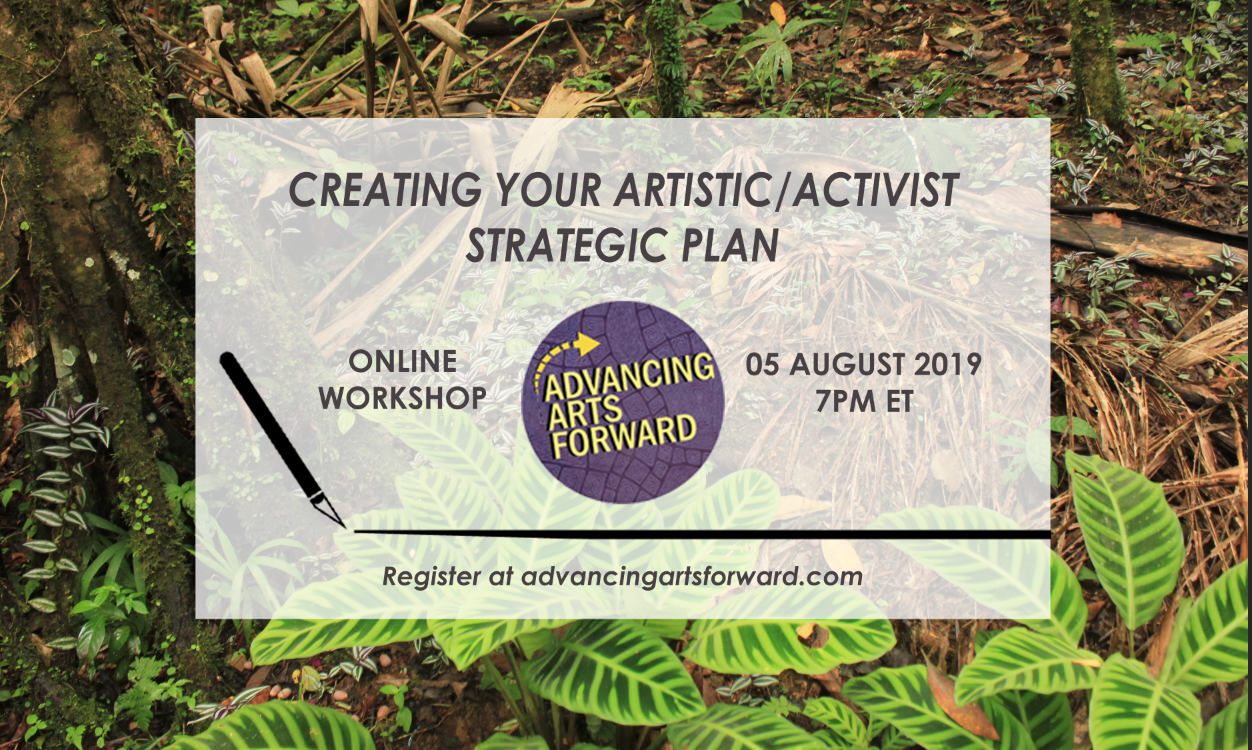 CREATING YOUR ARTISTIC/ACTIVIST
STRATEGIC PLAN
ONLINE
WORKSHOP
ADVANCING
ARTS
FORWARD
05 AUGUST 2019
7PM ET
Register at advancingartsforward.com